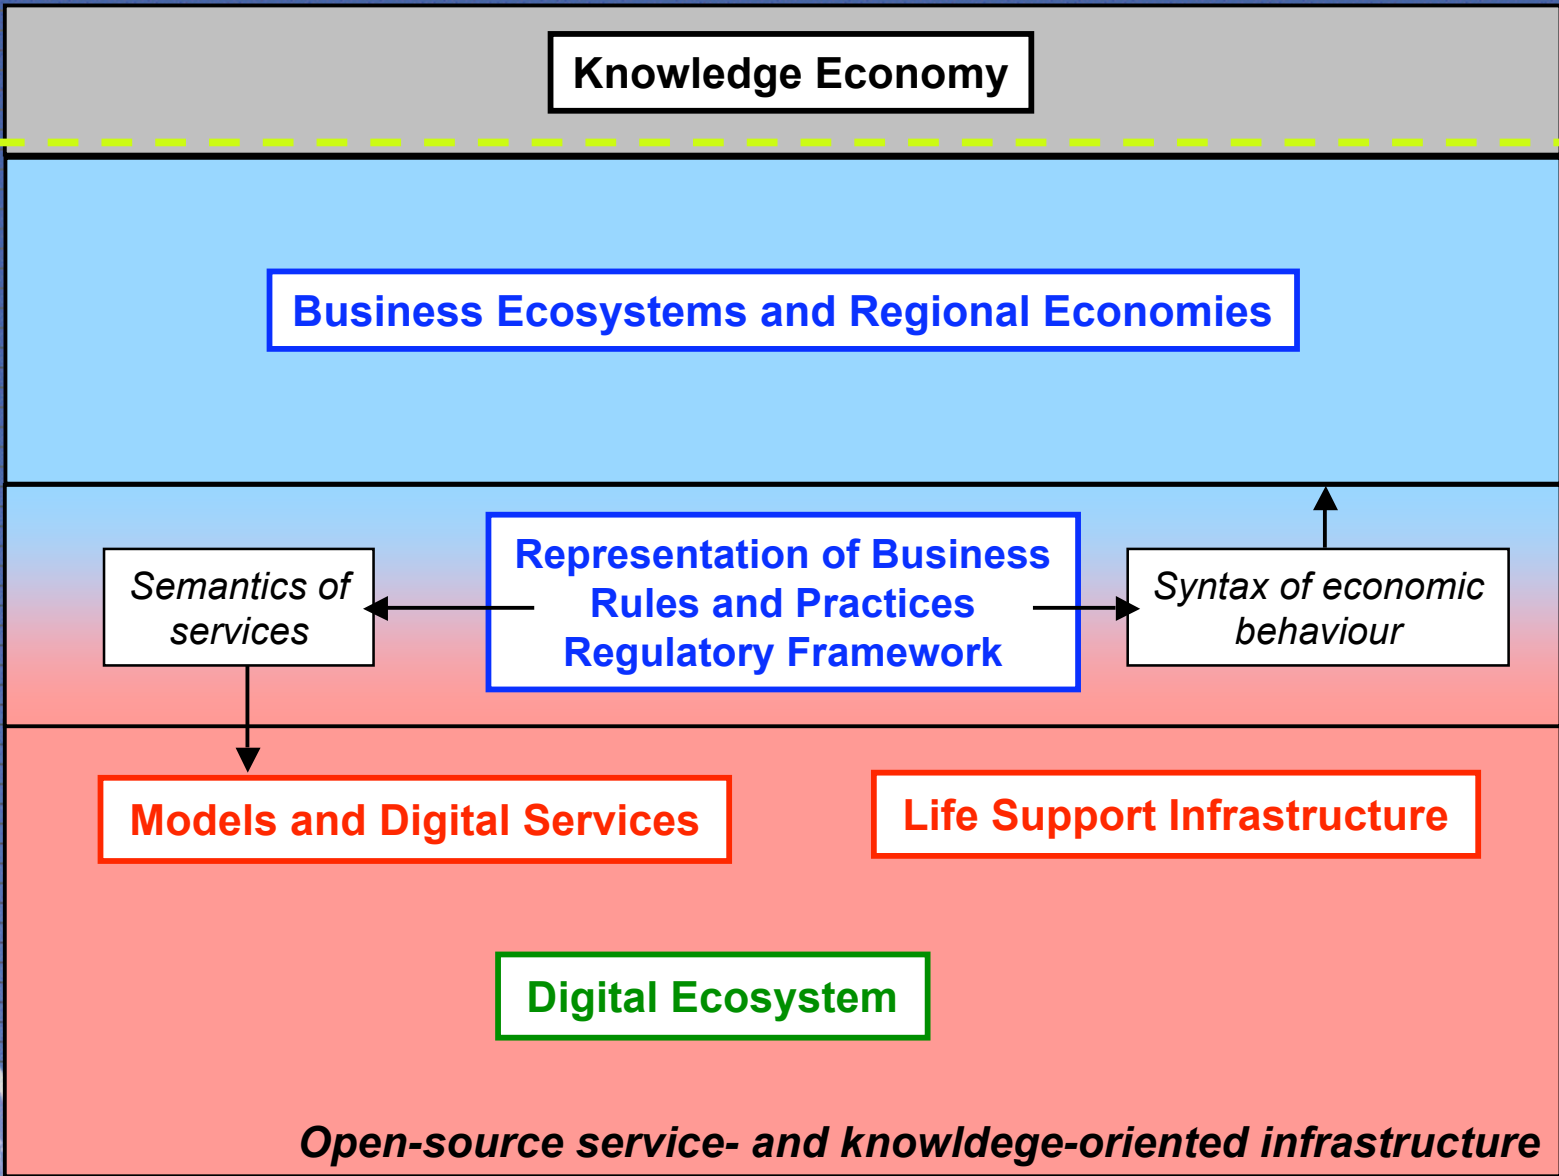 Knowledge Economy
Business Ecosystems and Regional Economies
Semantics of
services
Representation of Business
Rules and Practices
Regulatory Framework
Syntax of economic
behaviour
Models and Digital Services
Life Support Infrastructure
Digital Ecosystem
Open-source service- and knowldege-oriented infrastructure